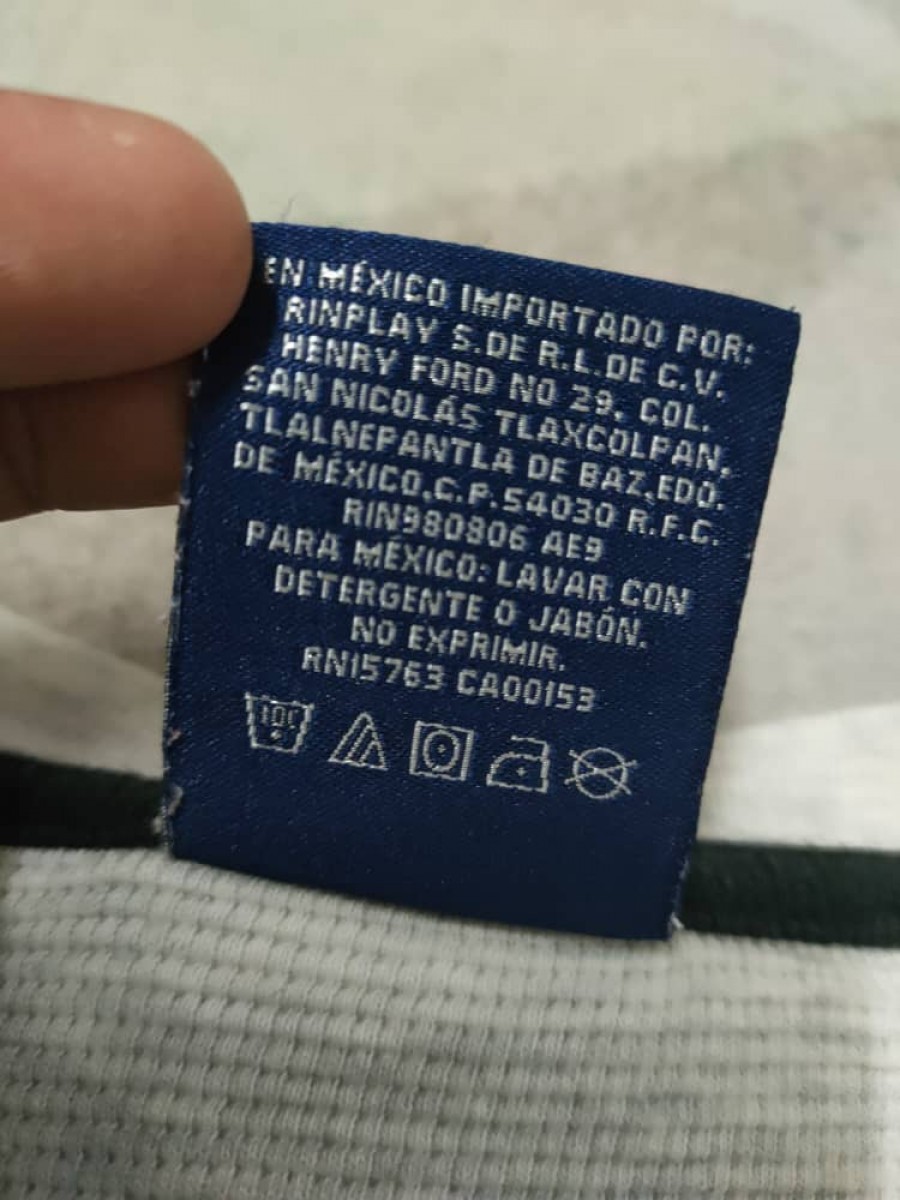 EN MÉXICO IMPORTADO POR:
RINPLAY S.DE R.L.DE C.V.
HENRY FORD NO 29, COL.
SAN NICOLÁS TLAXCOLPAN,
TLALNEPANTLA DE BAZ,EDO.
DE MÉXICO,C.P.54030 R.F.C.
RIN980806 AE9
PARA MÉXICO: LAVAR CON
DETERGENTE O JABÓN.
NO EXPRIMIR.
RN15763 CA00153